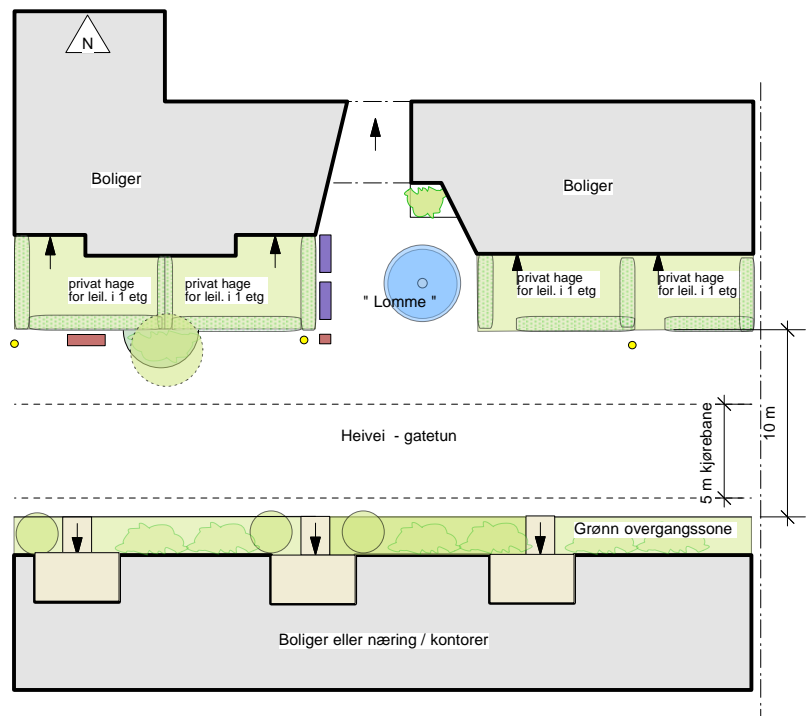 N
Boliger
Boliger
privat hage
for leil. i 1 etg
privat hage
for leil. i 1 etg
" Lomme "
privat hage
for leil. i 1 etg
privat hage
for leil. i 1 etg
Heivei - gatetun
5 m kjørebane
10 m
Grønn overgangssone
Boliger eller næring / kontorer